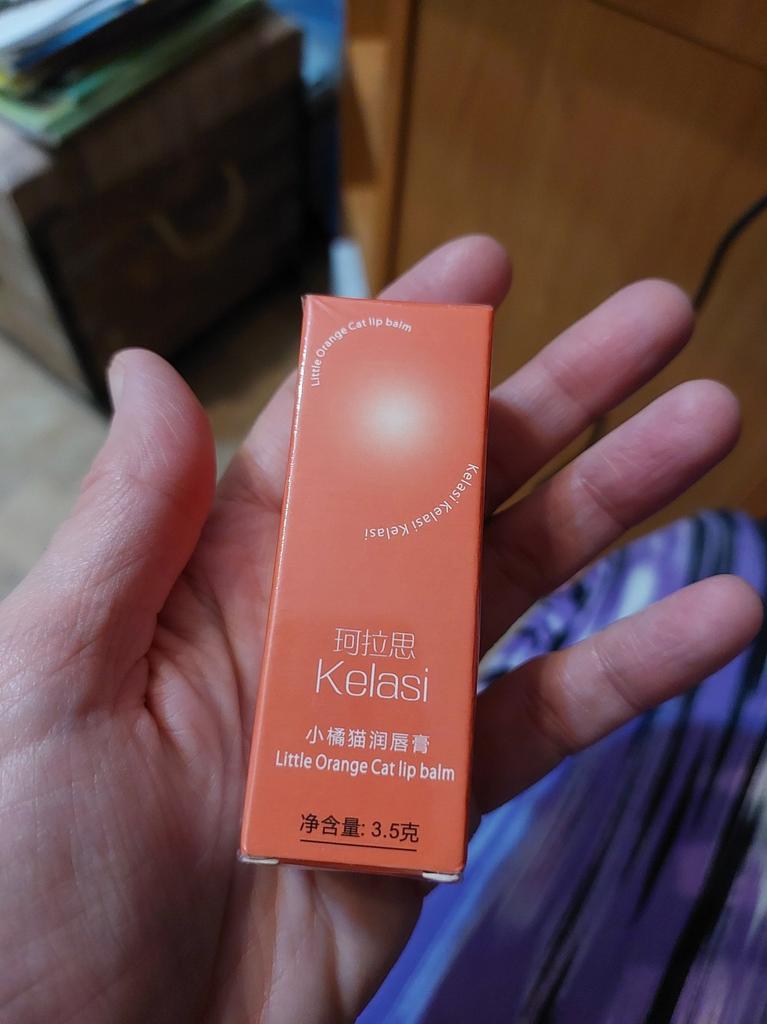 Little Orange Cat lip balm
Kelasi Kelasi Kelasi
珂拉思
Kelasi
小橘猫润唇膏
Little Orange Cat lip balm
净含量: 3.5克